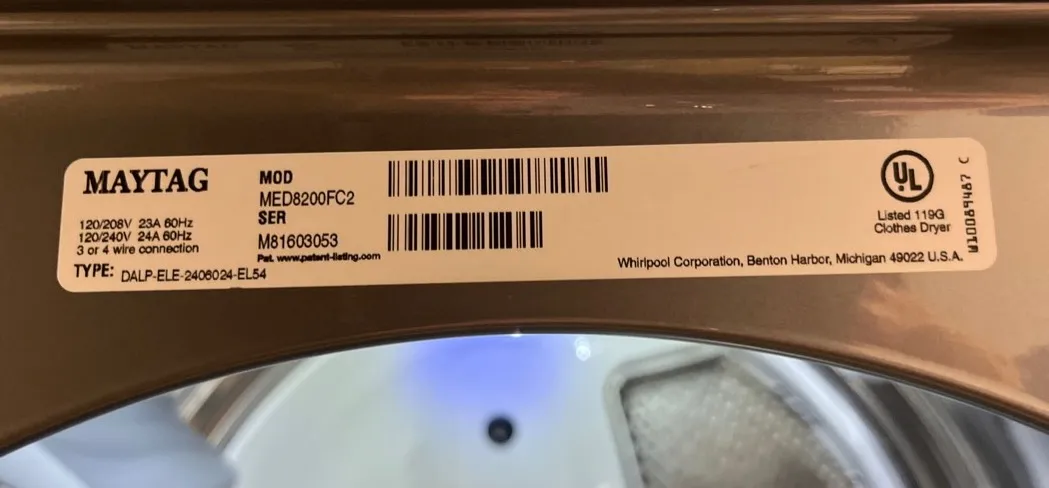 MAYTAG
120/208V 23A 60Hz
120/240V 24A 60Hz
3 or 4 wire connection
TYPE: DALP-ELE-2406024-EL54
MOD
MED8200FC2
SER
M81603053
Pat. www.patent-listing.com
UL
Listed 119G
Clothes Dryer
Whirlpool Corporation, Benton Harbor, Michigan 49022 U.S.A.
W10089487 C